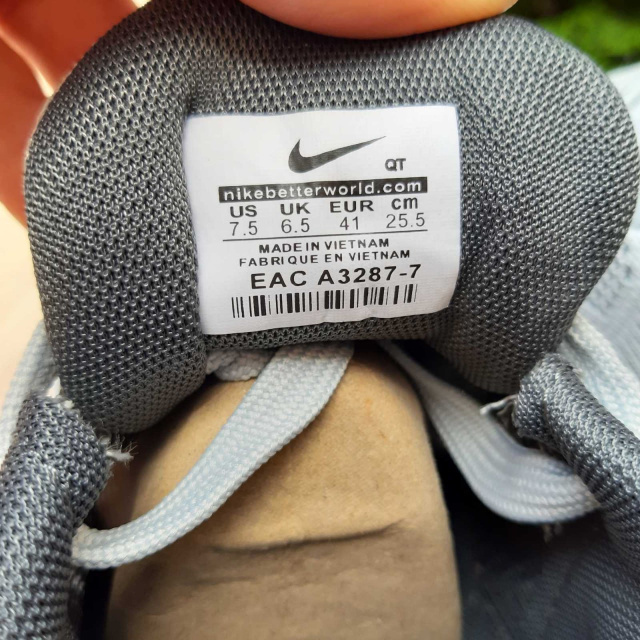 QT
nikebetterworld.com
US UK EUR cm
7.5 6.5 41 25.5
MADE IN VIETNAM
FABRIQUE EN VIETNAM
EAC A3287-7